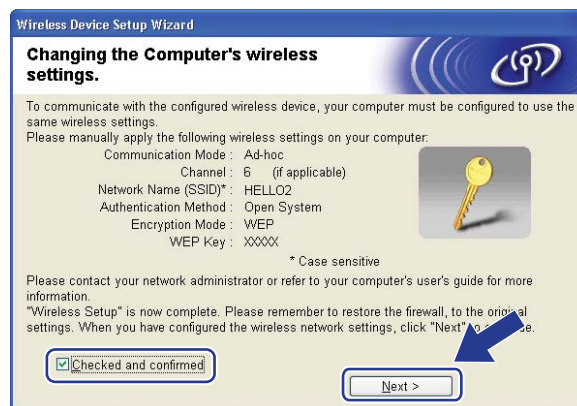 Wireless Device Setup Wizard
Changing the Computer's wireless
settings.
To communicate with the configured wireless device, your computer must be configured to use the
same wireless settings.
Please manually apply the following wireless settings on your computer:
Communication Mode : Ad-hoc
Channel : 6 (if applicable)
Network Name (SSID)* : HELLO2
Authentication Method : Open System
Encryption Mode : WEP
WEP Key : XXXXX
* Case sensitive
Please contact your network administrator or refer to your computer's user's guide for more
information.
"Wireless Setup" is now complete. Please remember to restore the firewall, to the original
settings. When you have configured the wireless network settings, click "Next" to
Checked and confirmed
Next >